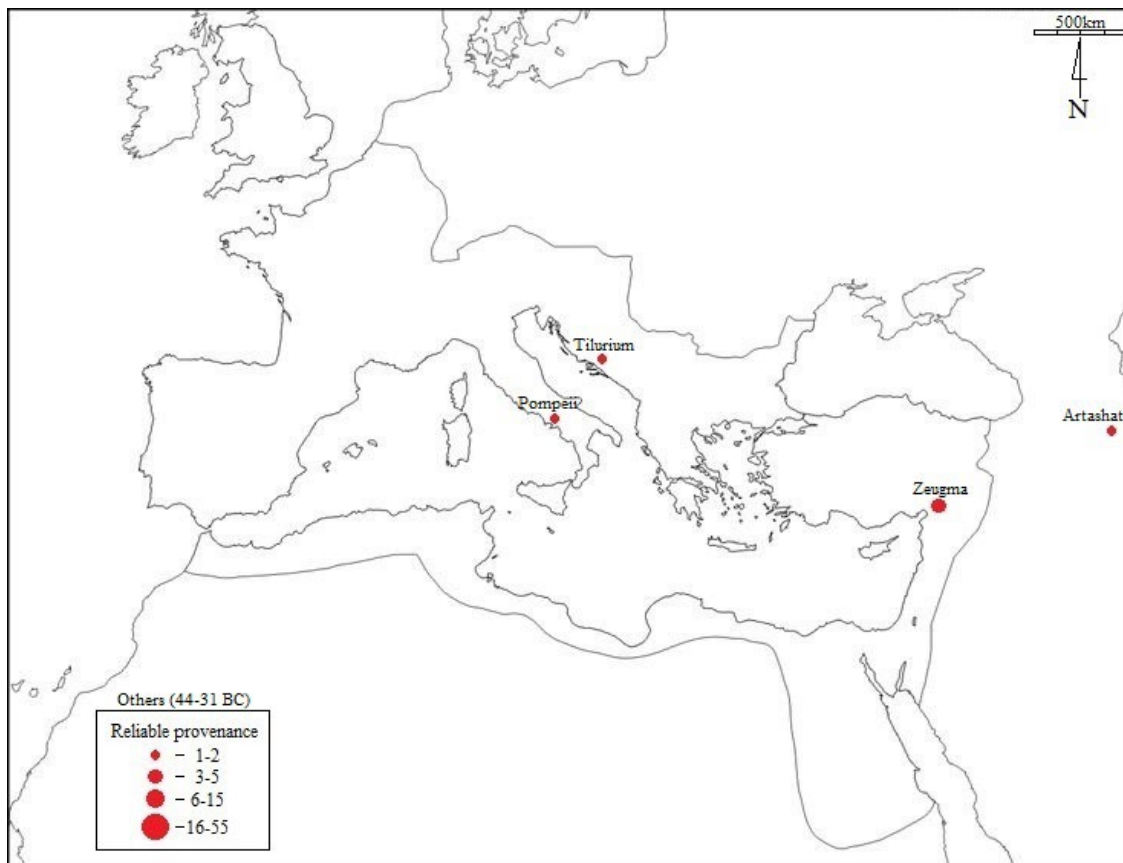 500km
N
Tilurium
Pompeii
Artashat
Zeugma
Others (44-31 BC)
Reliable provenance
- 1-2
- 3-5
- 6-15
-16-55